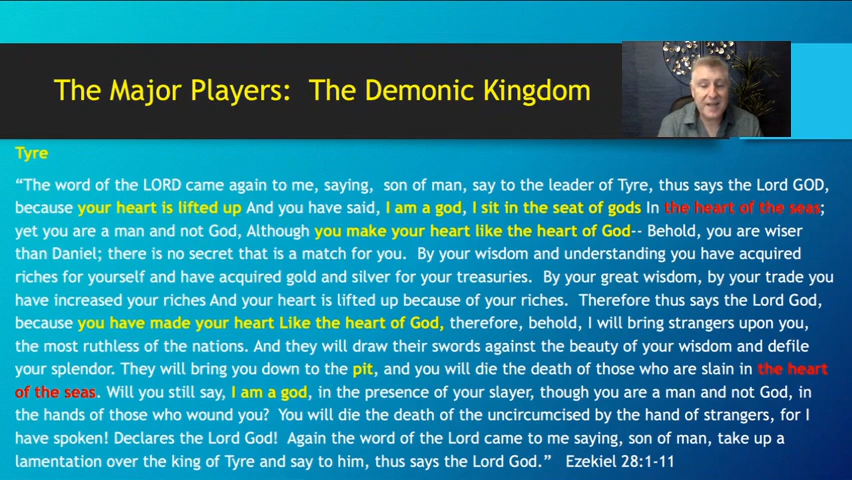 The Major Players: The Demonic Kingdom
Tyre
“The word of the LORD came again to me, saying, son of man, say to the leader of Tyre, thus says the Lord GOD,
because your heart is lifted up And you have said, I am a god, I sit in the seat of gods In the heart of the seas;
yet you are a man and not God, Although you make your heart like the heart of God-- Behold, you are wiser
than Daniel; there is no secret that is a match for you. By your wisdom and understanding you have acquired
riches for yourself and have acquired gold and silver for your treasuries. By your great wisdom, by your trade you
have increased your riches And your heart is lifted up because of your riches. Therefore thus says the Lord God,
because you have made your heart Like the heart of God, therefore, behold, I will bring strangers upon you,
the most ruthless of the nations. And they will draw their swords against the beauty of your wisdom and defile
your splendor. They will bring you down to the pit, and you will die the death of those who are slain in the heart
of the seas. Will you still say, I am a god, in the presence of your slayer, though you are a man and not God, in
the hands of those who wound you? You will die the death of the uncircumcised by the hand of strangers, for I
have spoken! Declares the Lord God! Again the word of the Lord came to me saying, son of man, take up a
lamentation over the king of Tyre and say to him, thus says the Lord God.” Ezekiel 28:1-11